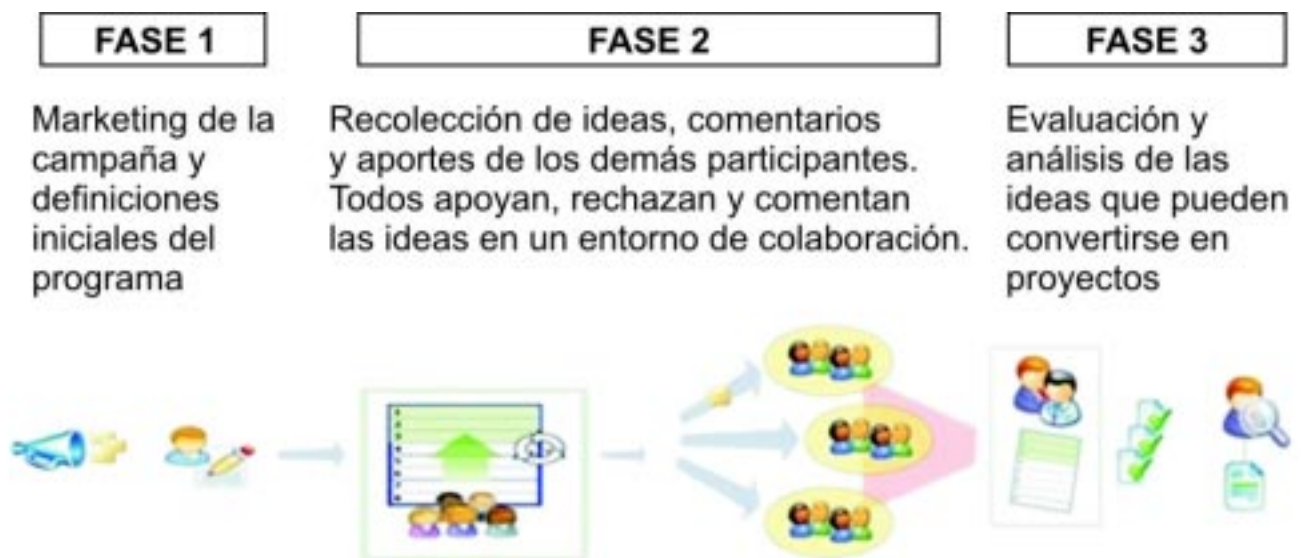 FASE 1
Marketing de la
campaña y
definiciones
iniciales del
programa
FASE 2
Recolección de ideas, comentarios
y aportes de los demás participantes.
Todos apoyan, rechazan y comentan
las ideas en un entorno de colaboración.
FASE 3
Evaluación y
análisis de las
ideas que pueden
convertirse en
proyectos